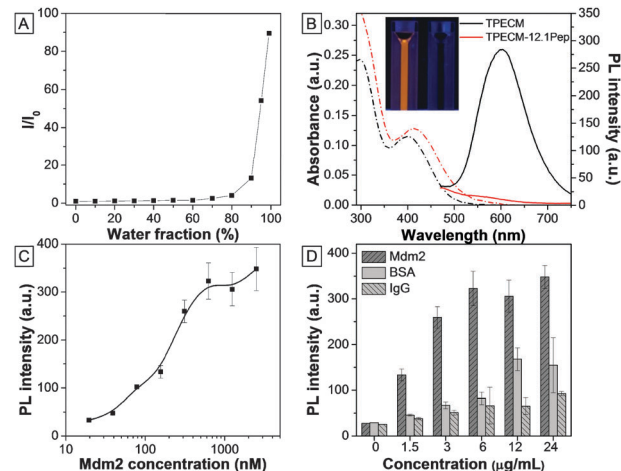 A
100
80
60
40
20
0
I/I0
0 20 40 60 80 100
Water fraction (%)
B
0.30
0.25
0.20
0.15
0.10
0.05
0.00
Absorbance (a.u.)
TPECM
TPECM-12.1Pep
350
300
250
200
150
100
50
0
PL intensity (a.u.)
300 400 500 600 700
Wavelength (nm)
C
400
300
200
100
0
PL intensity (a.u.)
10 100 1000
Mdm2 concentration (nM)
D
400
300
200
100
0
PL intensity (a.u.)
Mdm2
BSA
IgG
0 1.5 3 6 12 24
Concentration (μg/mL)